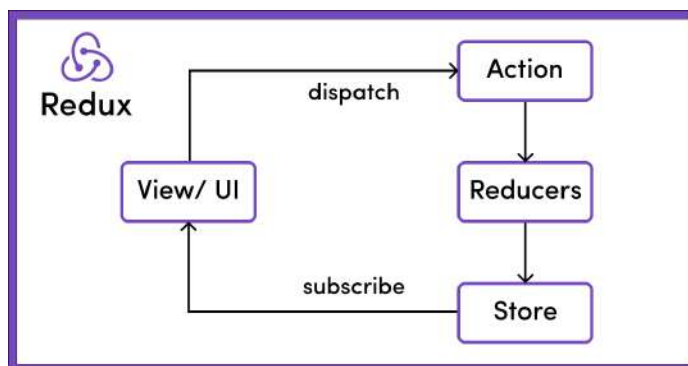 Redux
Action
dispatch
View/ UI
Reducers
subscribe
Store